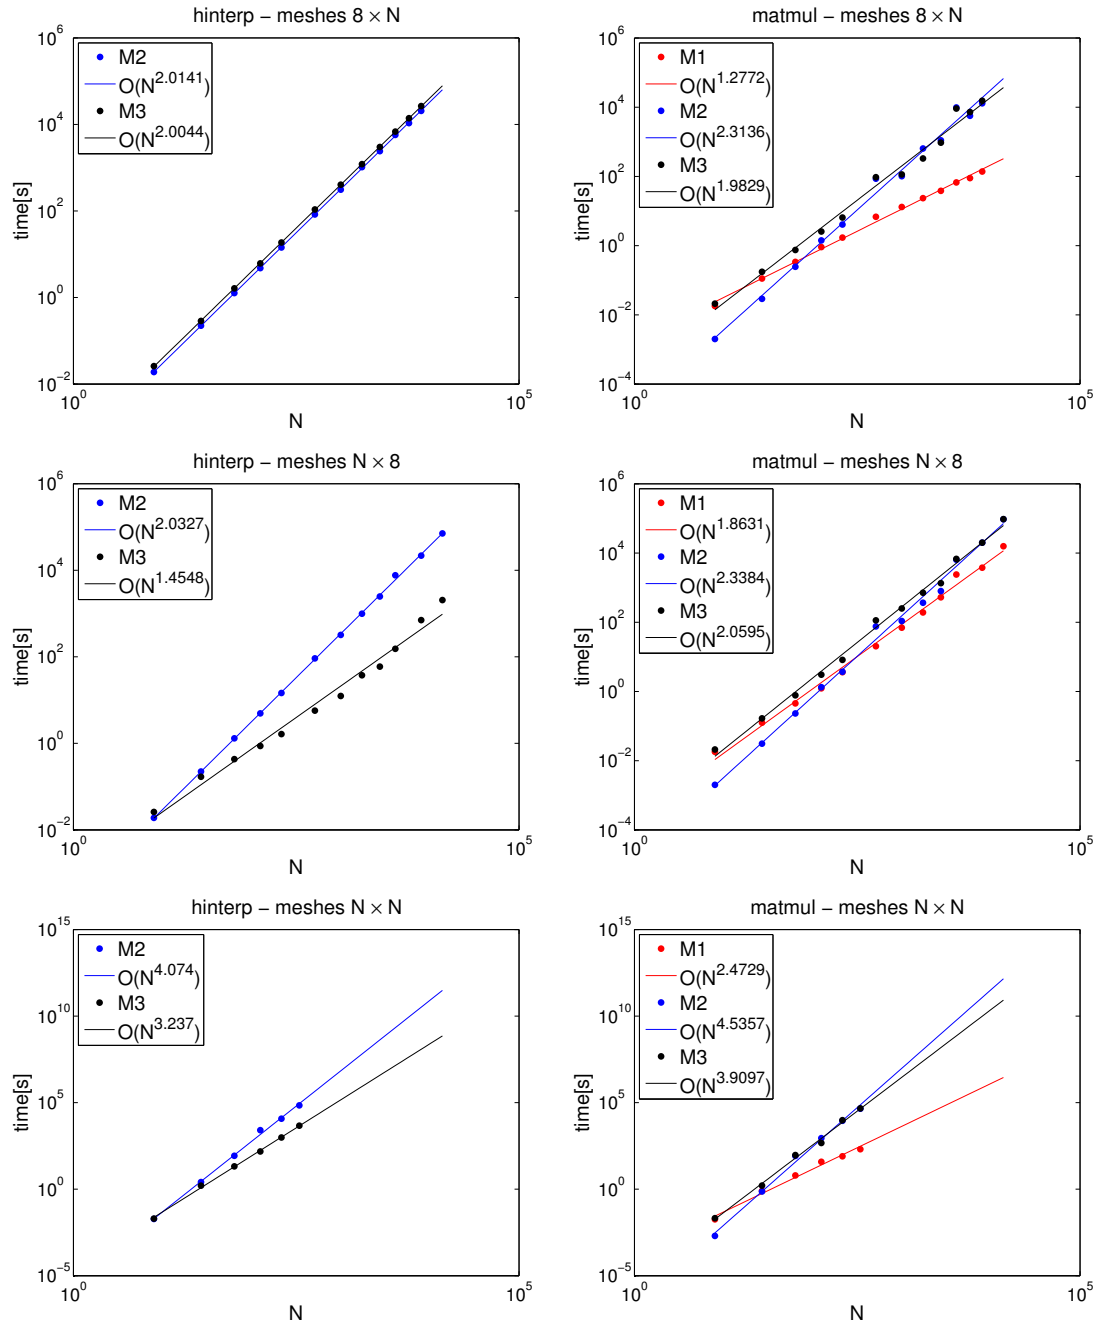 hinterp − meshes 8 × N
10^6
10^4
10^2
10^0
10^−2
time[s]
M2
O(N^2.0141)
M3
O(N^2.0044)
10^0
10^5
N
matmul − meshes 8 × N
10^6
10^4
10^2
10^0
10^−2
10^−4
time[s]
M1
O(N^1.2772)
M2
O(N^2.3136)
M3
O(N^1.9829)
10^0
10^5
N
hinterp − meshes N × 8
10^6
10^4
10^2
10^0
10^−2
time[s]
M2
O(N^2.0327)
M3
O(N^1.4548)
10^0
10^5
N
matmul − meshes N × 8
10^6
10^4
10^2
10^0
10^−2
10^−4
time[s]
M1
O(N^1.8631)
M2
O(N^2.3384)
M3
O(N^2.0595)
10^0
10^5
N
hinterp − meshes N × N
10^15
10^10
10^5
10^0
10^−5
time[s]
M2
O(N^4.074)
M3
O(N^3.237)
10^0
10^5
N
matmul − meshes N × N
10^15
10^10
10^5
10^0
10^−5
time[s]
M1
O(N^2.4729)
M2
O(N^4.5357)
M3
O(N^3.9097)
10^0
10^5
N